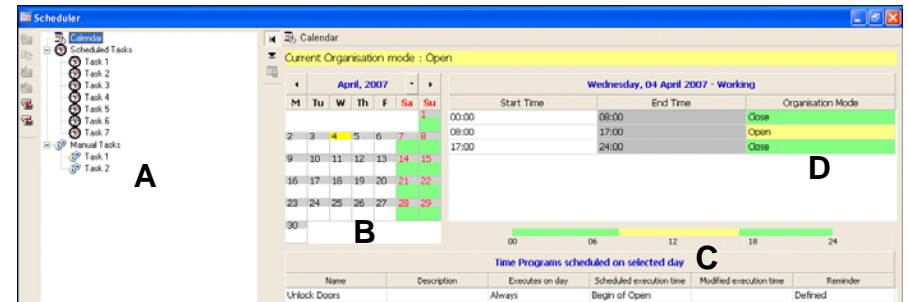 Scheduler
Calendar
Scheduled Tasks
Task 1
Task 2
Task 3
Task 4
Task 5
Task 6
Task 7
Manual Tasks
Task 1
Task 2
A
Calendar
Current Organisation mode : Open
April, 2007
M Tu W Th F Sa Su
1
2 3 4 5 6 7 8
9 10 11 12 13 14 15
16 17 18 19 20 21 22
23 24 25 26 27 28 29
30
B
Wednesday, 04 April 2007 - Working
Start Time End Time Organisation Mode
00:00 08:00 Close
08:00 17:00 Open
17:00 24:00 Close
D
00 06 12 18 24
Time Programs scheduled on selected day
C
Name Description Executes on day Scheduled execution time Modified execution time Reminder
Unlock Doors Always Begin of Open Defined